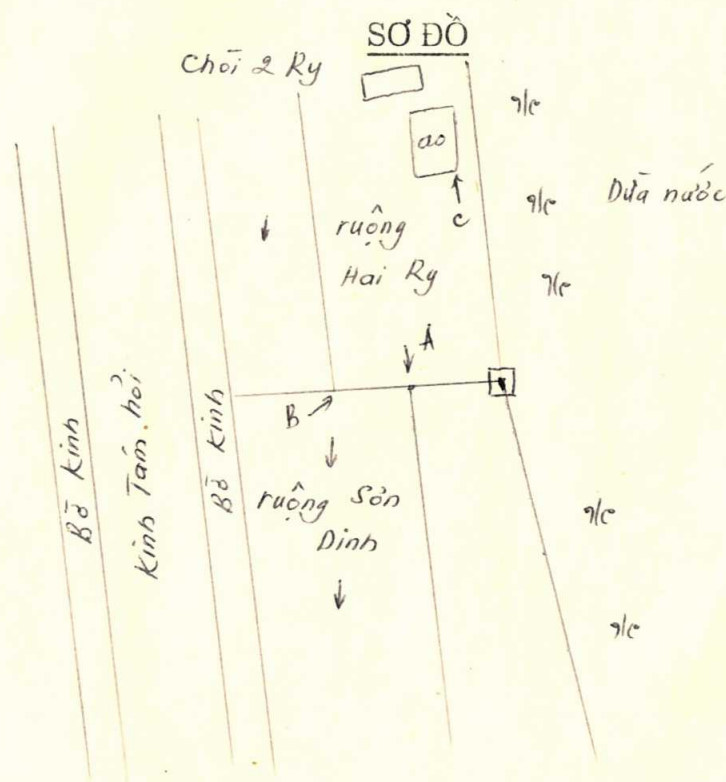 SƠ ĐỒ
Chòi 2 Ry
ao
C
Dừa nước
ruộng
Hai Ry
A
B
Bờ Kinh
Kinh Tám hỏi
Bờ Kinh
ruộng Sơn
Dinh